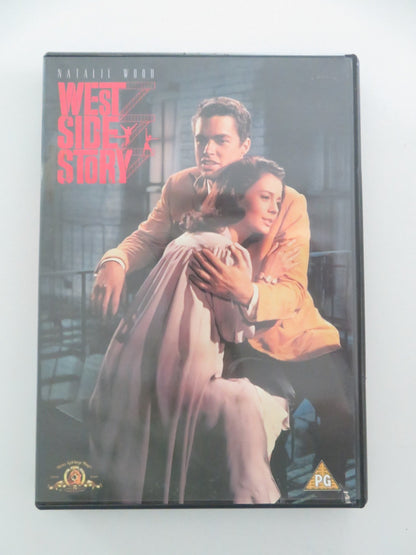 NATALIE WOOD
WEST
SIDE
STORY
PG